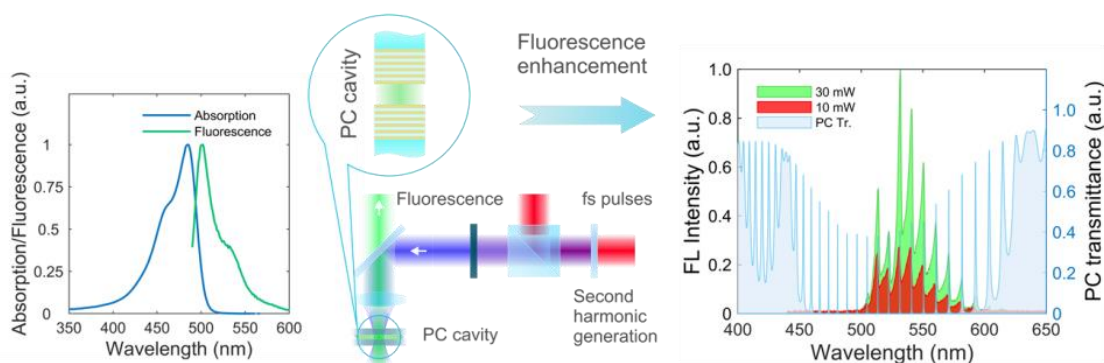 Absorption/Fluorescence (a.u.)
1
0.75
0.5
0.25
0
350
400
450
500
550
600
Wavelength (nm)
Absorption
Fluorescence
PC cavity
Fluorescence
enhancement
Fluorescence
fs pulses
Second
harmonic
generation
PC cavity
FL Intensity (a.u.)
1.0
0.8
0.6
0.4
0.2
0
400
450
500
550
600
650
Wavelength (nm)
30 mW
10 mW
PC Tr.
1.0
0.8
0.6
0.4
0.2
0
PC transmittance